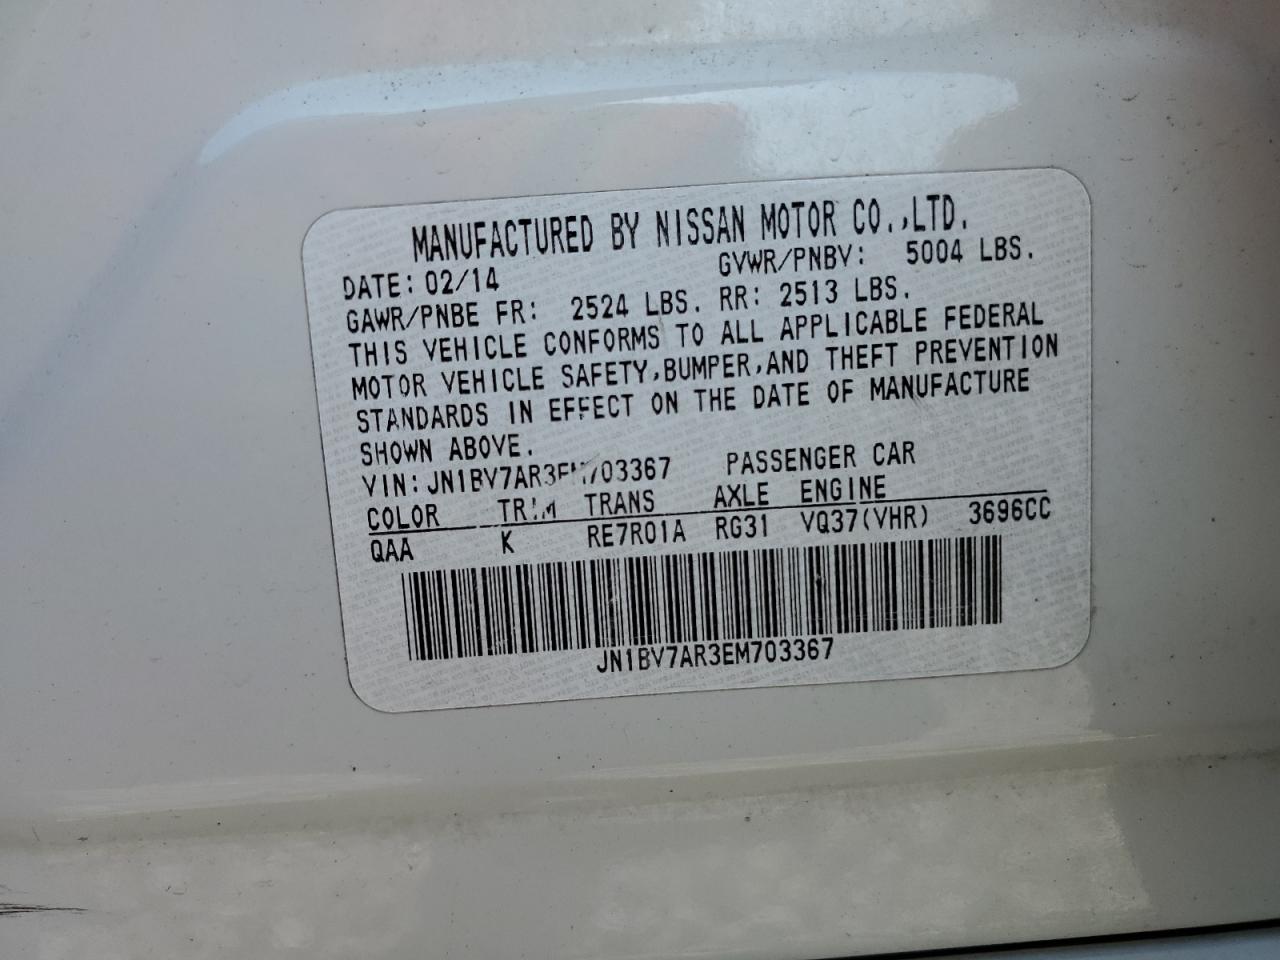 MANUFACTURED BY NISSAN MOTOR CO.,LTD.
DATE: 02/14 GVWR/PNBV: 5004 LBS.
GAWR/PNBE FR: 2524 LBS. RR: 2513 LBS.
THIS VEHICLE CONFORMS TO ALL APPLICABLE FEDERAL
MOTOR VEHICLE SAFETY,BUMPER,AND THEFT PREVENTION
STANDARDS IN EFFECT ON THE DATE OF MANUFACTURE
SHOWN ABOVE.
VIN: JN1BV7AR3EM703367 PASSENGER CAR
COLOR TRIM TRANS AXLE ENGINE
QAA K RE7R01A RG31 VQ37(VHR) 3696CC
JN1BV7AR3EM703367